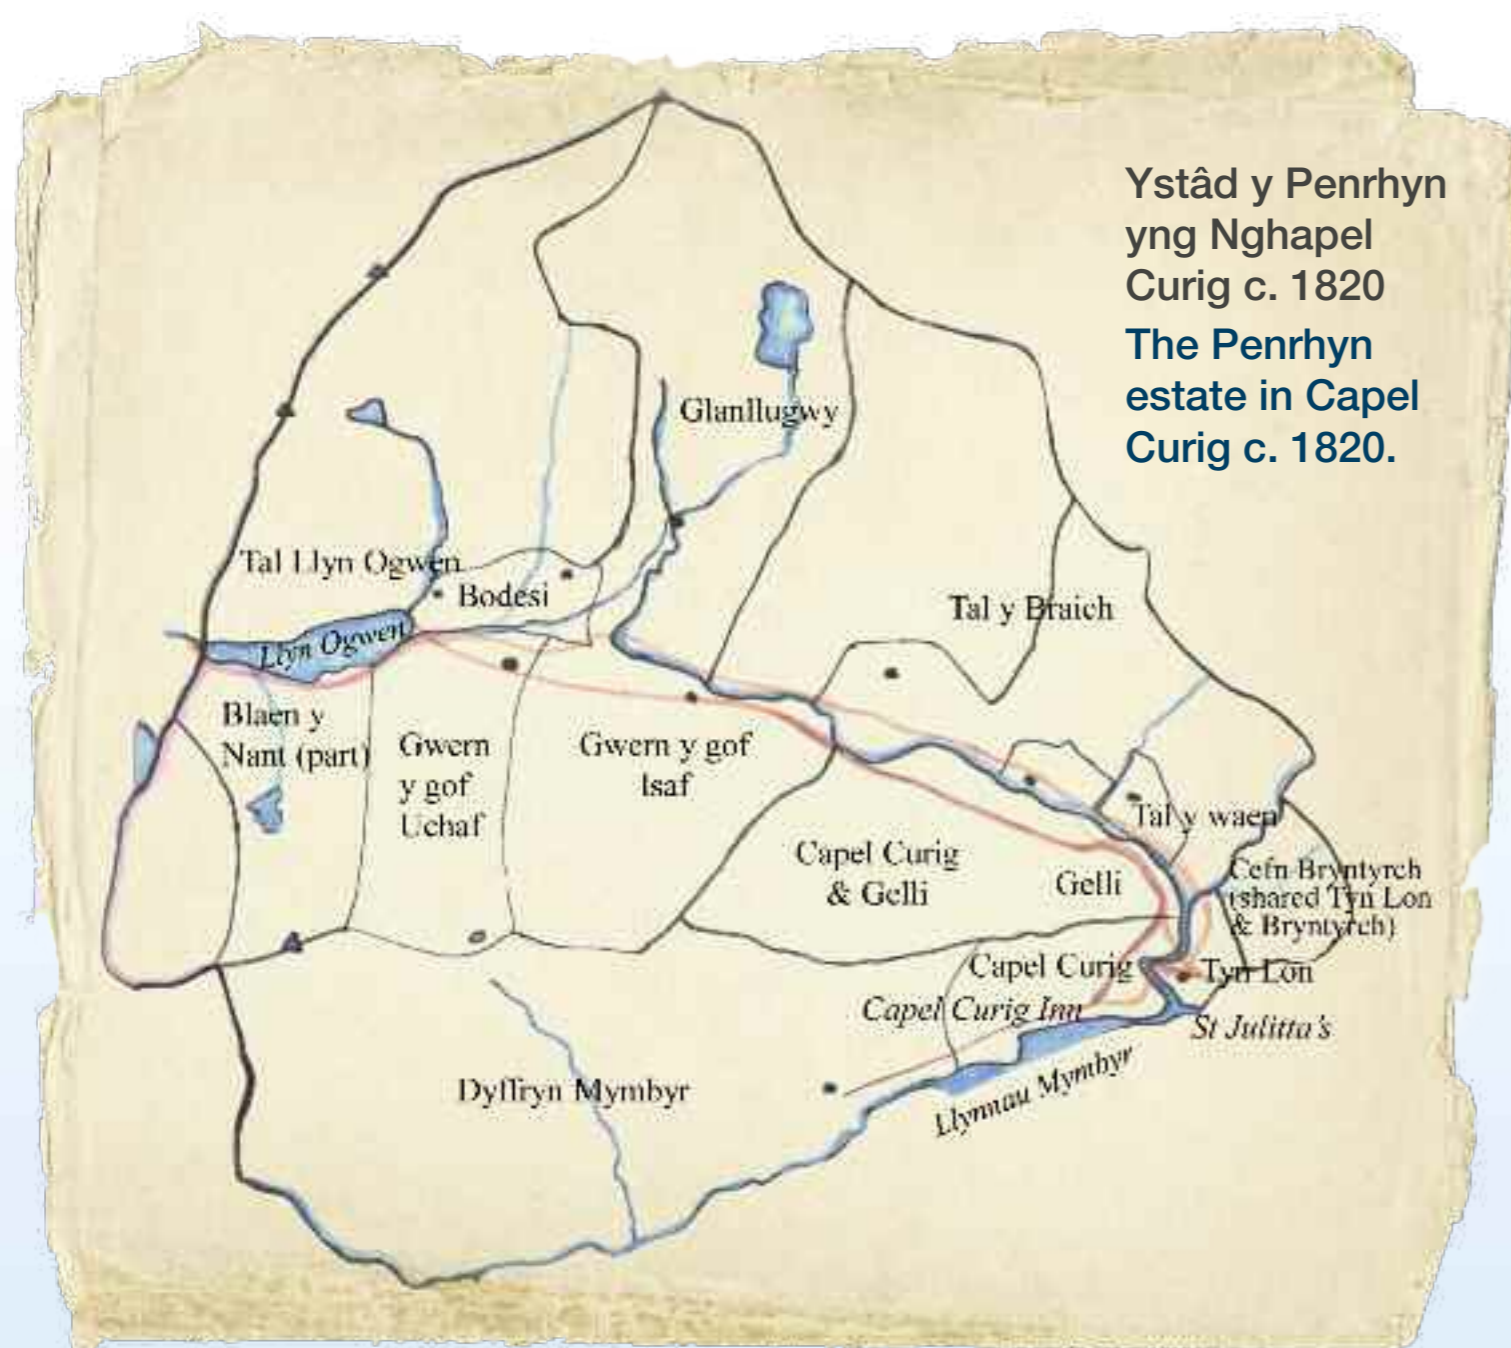 Ystâd y Penrhyn
yng Nghapel
Curig c. 1820
The Penrhyn
estate in Capel
Curig c. 1820.
Glanllugwy
Tal Llyn Ogwen
Bodesi
Tal y Braich
Llyn Ogwen
Blaen y
Nant (part)
Gwern
y gof
Uchaf
Gwern y gof
Isaf
Tal y waen
Capel Curig
& Gelli
Gelli
Cefn Bryntyrch
(shared Tyn Lon
& Bryntyrch)
Capel Curig
Tyn Lon
Capel Curig Inn
St Julitta's
Dyffryn Mymbyr
Llynnau Mymbyr